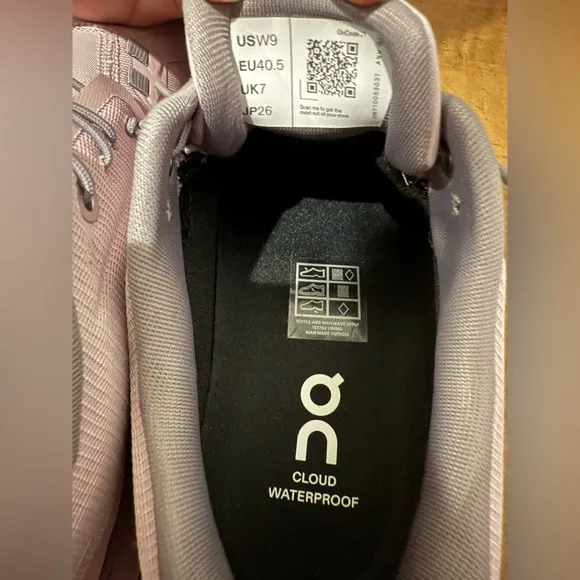 USW9
EU40.5
UK7
JP26
OnCode
Scan me to get the
most out of your shoe.
TEXTILE AND MAN MADE UPPER
TEXTILE LINING
MAN MADE OUTSOLE
ON
CLOUD
WATERPROOF